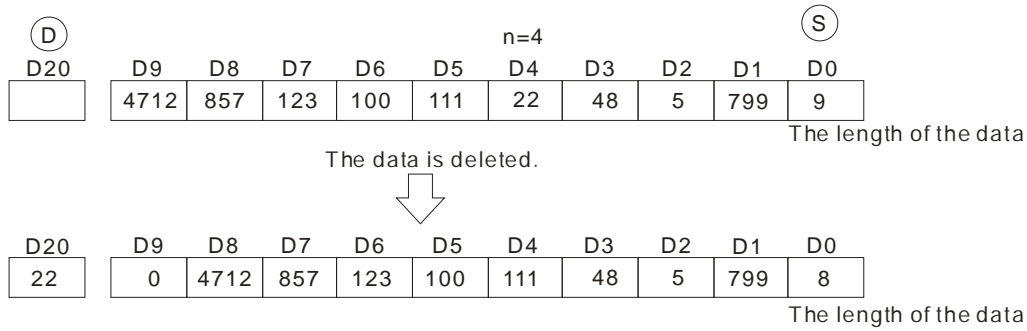 D n=4 S
D20 D9 D8 D7 D6 D5 D4 D3 D2 D1 D0
4712 857 123 100 111 22 48 5 799 9
The length of the data
The data is deleted.
D20 D9 D8 D7 D6 D5 D4 D3 D2 D1 D0
22 0 4712 857 123 100 111 48 5 799 8
The length of the data